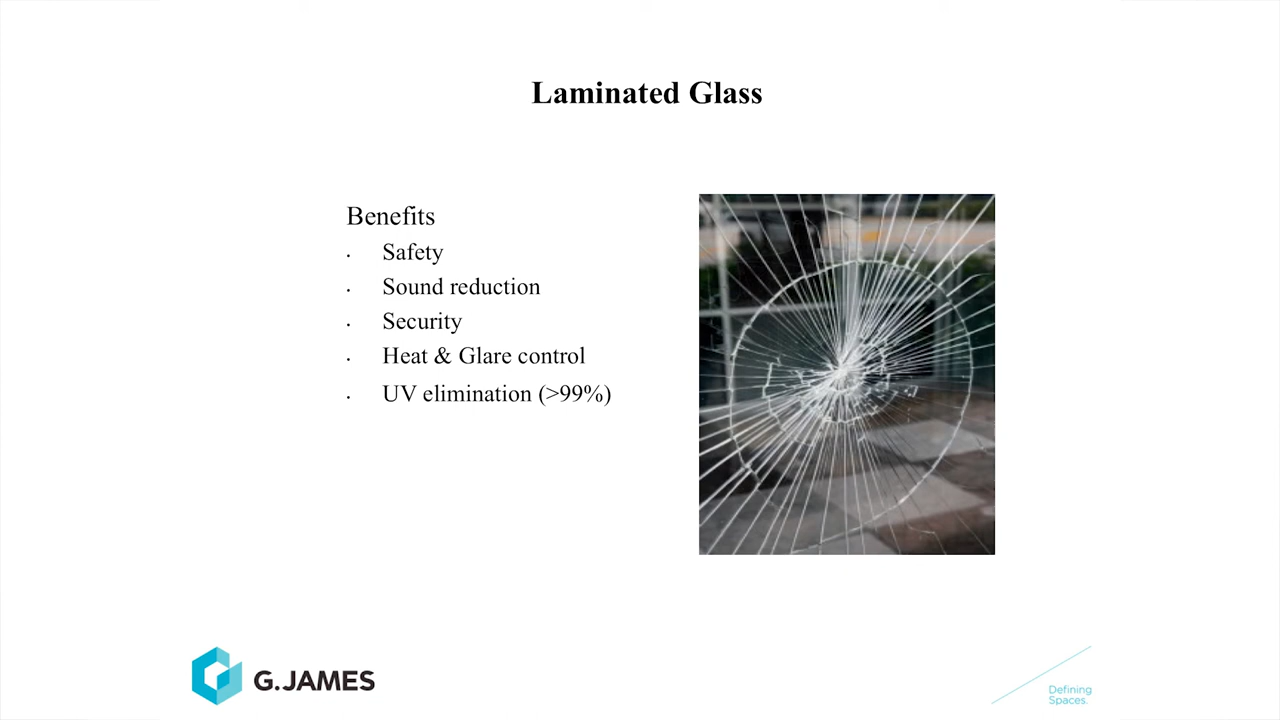 Laminated Glass
Benefits
· Safety
· Sound reduction
· Security
· Heat & Glare control
· UV elimination (>99%)
G.JAMES
Defining
Spaces.